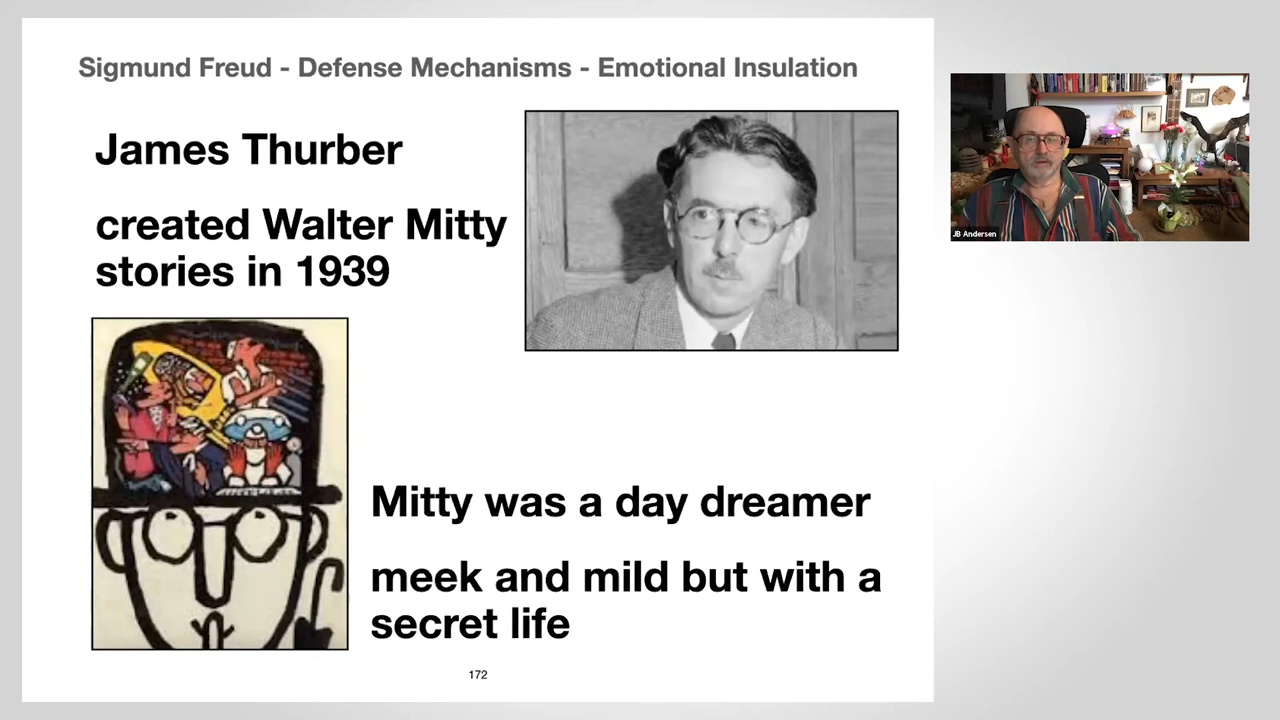 Sigmund Freud - Defense Mechanisms - Emotional Insulation
James Thurber
created Walter Mitty
stories in 1939
Mitty was a day dreamer
meek and mild but with a
secret life
172
JB Andersen